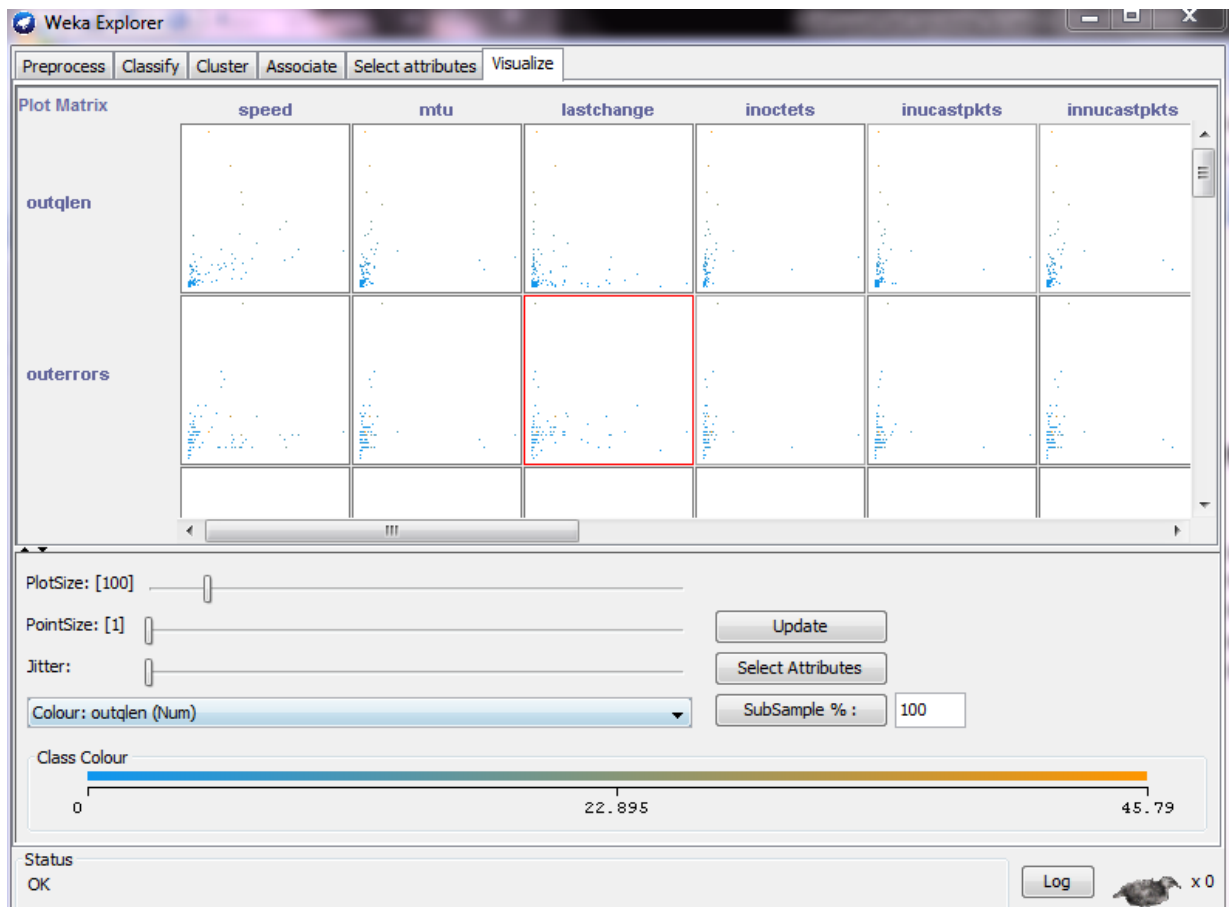 Weka Explorer
Preprocess Classify Cluster Associate Select attributes Visualize
Plot Matrix speed mtu lastchange inoctets inucastpkts innucastpkts
outqlen
outerrors
PlotSize: [100]
PointSize: [1]
Update
Jitter:
Select Attributes
Colour: outqlen (Num)
SubSample % : 100
Class Colour
0 22.895 45.79
Status
OK
Log x 0